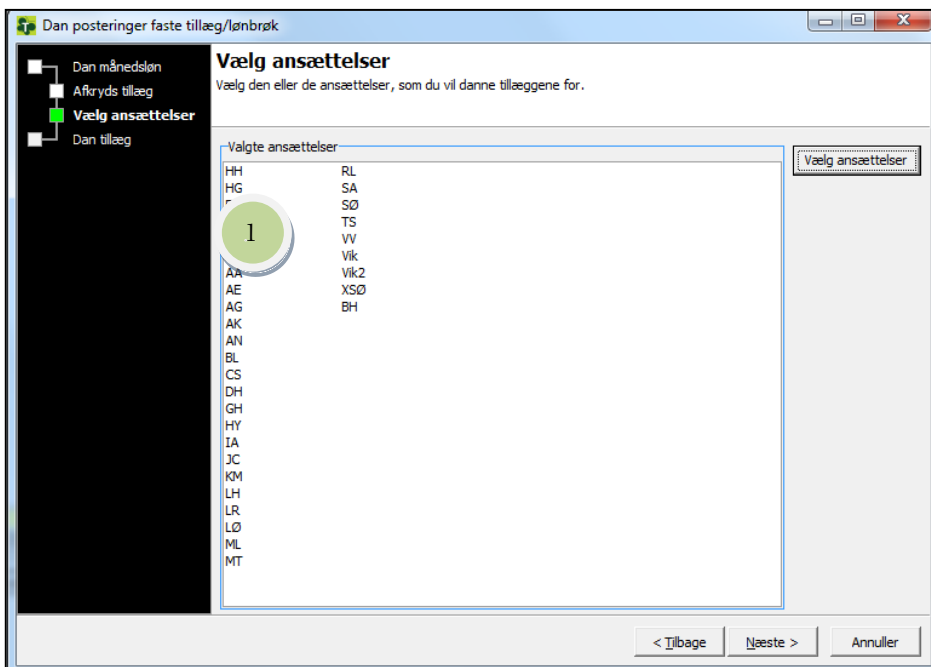 Dan posteringer faste tillæg/lønbrøk
Dan månedsløn
Afkryds tillæg
Vælg ansættelser
Dan tillæg
Vælg ansættelser
Vælg den eller de ansættelser, som du vil danne tillæggene for.
Valgte ansættelser
Vælg ansættelser
HH
HG
1
AA
AE
AG
AK
AN
BL
CS
DH
GH
HY
IA
JC
KM
LH
LR
LØ
ML
MT
RL
SA
SØ
TS
VV
Vik
Vik2
XSØ
BH
< Tilbage
Næste >
Annuller